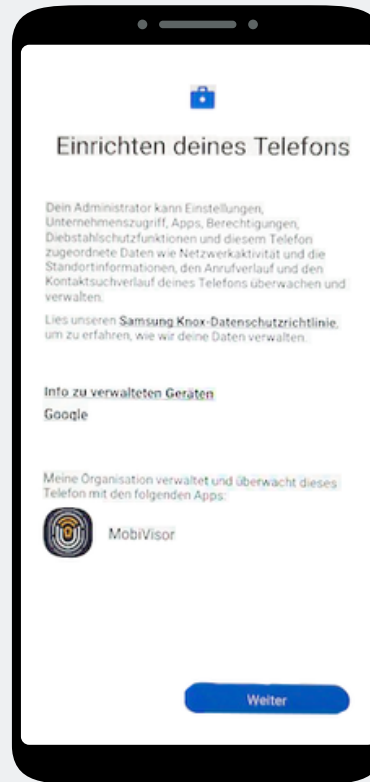 Einrichten deines Telefons
Dein Administrator kann Einstellungen,
Unternehmenszugriff, Apps, Berechtigungen,
Diebstahlschutzfunktionen und diesem Telefon
zugeordnete Daten wie Netzwerkaktivität und die
Standortinformationen, den Anrufverlauf und den
Kontaktsuchverlauf deines Telefons überwachen und
verwalten.
Lies unseren Samsung Knox-Datenschutzrichtlinie,
um zu erfahren, wie wir deine Daten verwalten.
Info zu verwalteten Geräten
Google
Meine Organisation verwaltet und überwacht dieses
Telefon mit den folgenden Apps:
MobiVisor
Weiter